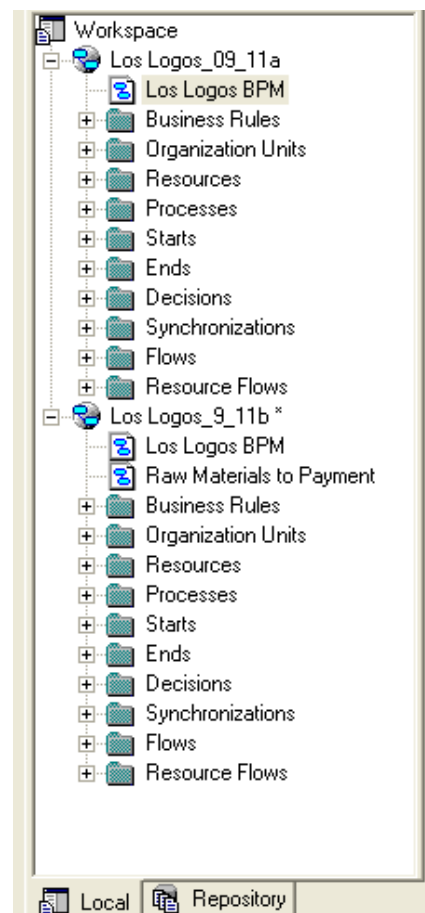 Workspace
Los Logos_09_11a
Los Logos BPM
Business Rules
Organization Units
Resources
Processes
Starts
Ends
Decisions
Synchronizations
Flows
Resource Flows
Los Logos_9_11b *
Los Logos BPM
Raw Materials to Payment
Business Rules
Organization Units
Resources
Processes
Starts
Ends
Decisions
Synchronizations
Flows
Resource Flows
Local Repository